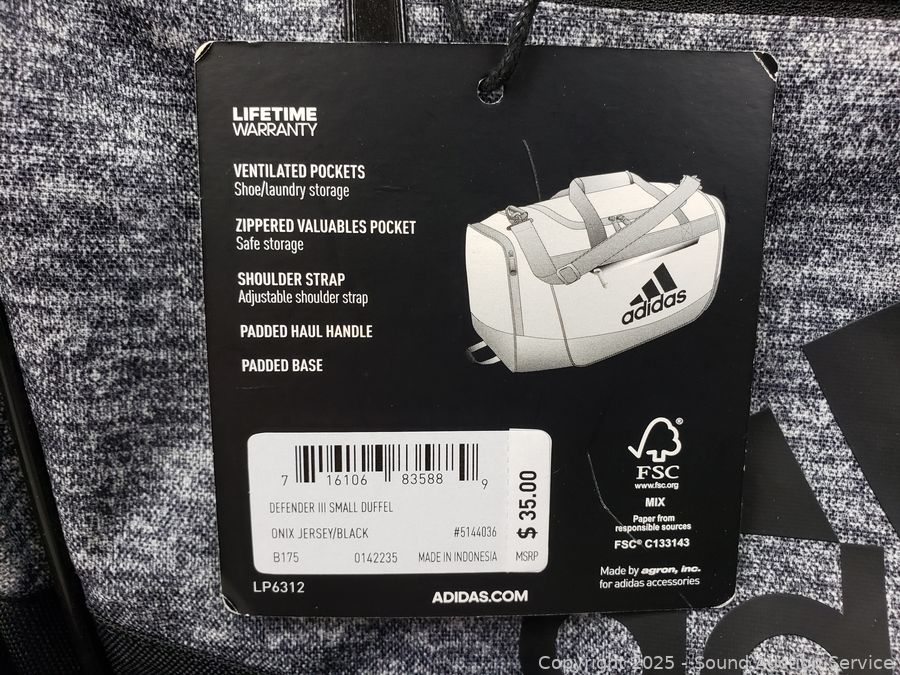 LIFETIME
WARRANTY
VENTILATED POCKETS
Shoe/laundry storage
ZIPPERED VALUABLES POCKET
Safe storage
SHOULDER STRAP
Adjustable shoulder strap
PADDED HAUL HANDLE
PADDED BASE
adidas
7 16106 83588 9
DEFENDER III SMALL DUFFEL
ONIX JERSEY/BLACK #5144036
B175 0142235 MADE IN INDONESIA
$ 35.00
MSRP
LP6312
ADIDAS.COM
FSC
www.fsc.org
MIX
Paper from
responsible sources
FSC® C133143
Made by agron, inc.
for adidas accessories
ad
Copyright 2025 - Sound Auction Service